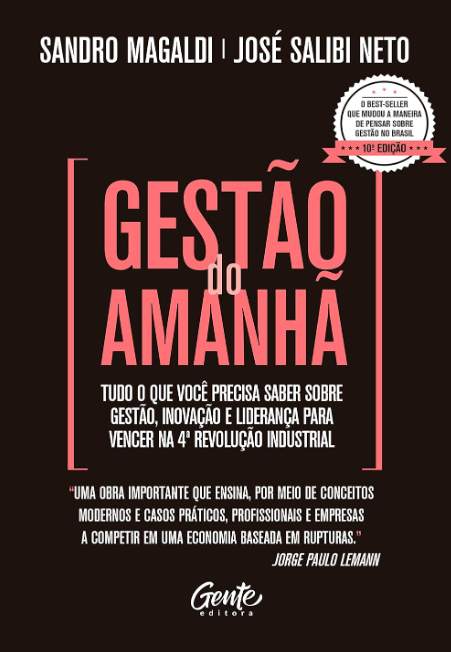 SANDRO MAGALDI | JOSÉ SALIBI NETO
O BEST-SELLER
QUE MUDOU A MANEIRA
DE PENSAR SOBRE
GESTÃO NO BRASIL
★★★ 10ª EDIÇÃO ★★★
GESTÃO
do
AMANHÃ
TUDO O QUE VOCÊ PRECISA SABER SOBRE
GESTÃO, INOVAÇÃO E LIDERANÇA PARA
VENCER NA 4ª REVOLUÇÃO INDUSTRIAL
“UMA OBRA IMPORTANTE QUE ENSINA, POR MEIO DE CONCEITOS
MODERNOS E CASOS PRÁTICOS, PROFISSIONAIS E EMPRESAS
A COMPETIR EM UMA ECONOMIA BASEADA EM RUPTURAS.”
JORGE PAULO LEMANN
Gente
editora